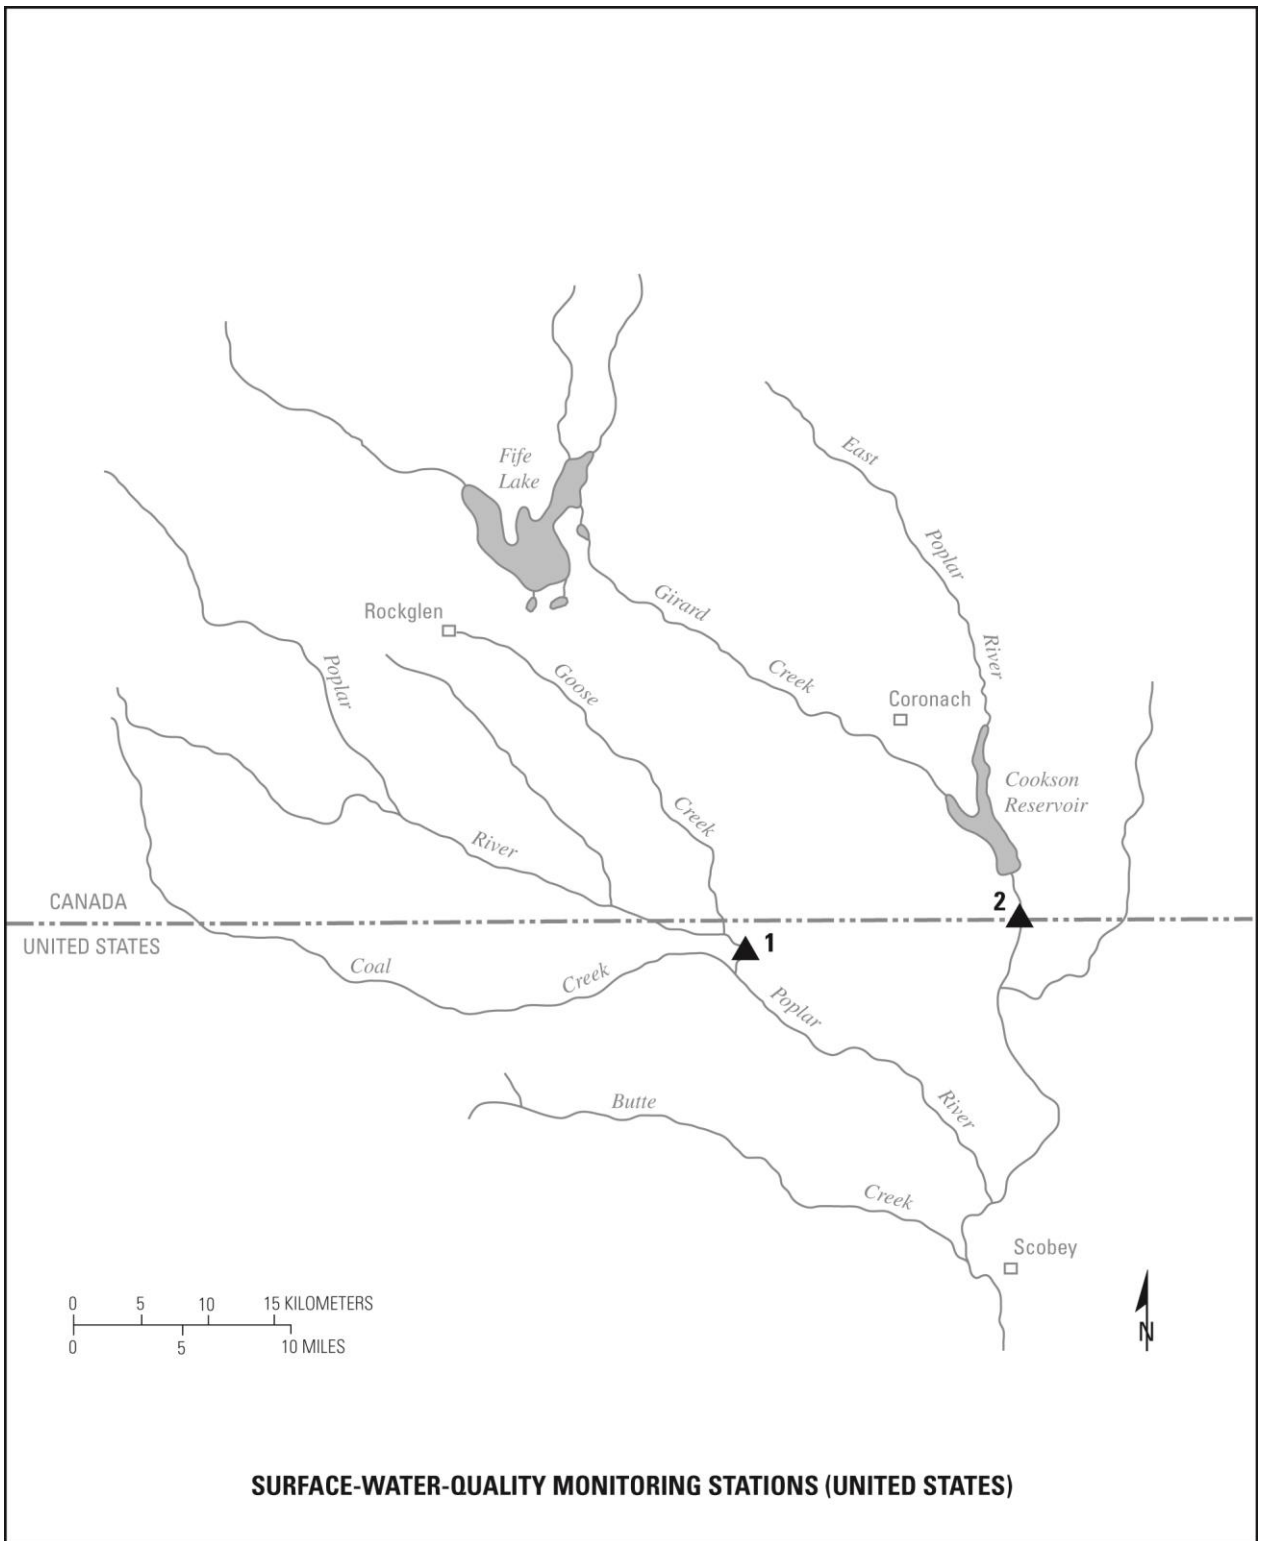 Fife
Lake
East
Poplar
River
Girard
Creek
Rockglen
Goose
Creek
Poplar
River
Coronach
Cookson
Reservoir
CANADA
UNITED STATES
2
1
Coal
Creek
Poplar
River
Butte
Creek
Scobey
0 5 10 15 KILOMETERS
0 5 10 MILES
N
SURFACE-WATER-QUALITY MONITORING STATIONS (UNITED STATES)